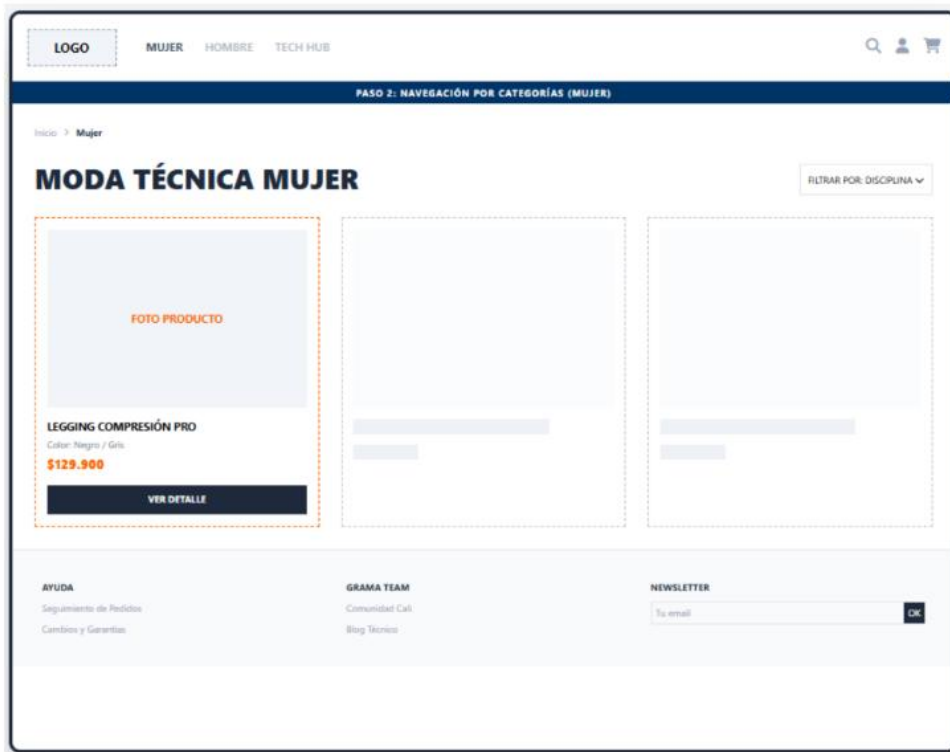 LOGO MUJER HOMBRE TECH HUB
PASO 2: NAVEGACIÓN POR CATEGORÍAS (MUJER)
Inicio > Mujer
MODA TÉCNICA MUJER
FILTRAR POR: DISCIPLINA
FOTO PRODUCTO
LEGGING COMPRESIÓN PRO
Color: Negro / Gris
$129.900
VER DETALLE
AYUDA
Seguimiento de Pedidos
Cambios y Garantías
GRAMA TEAM
Comunidad Cali
Blog Técnico
NEWSLETTER
Tu email
OK